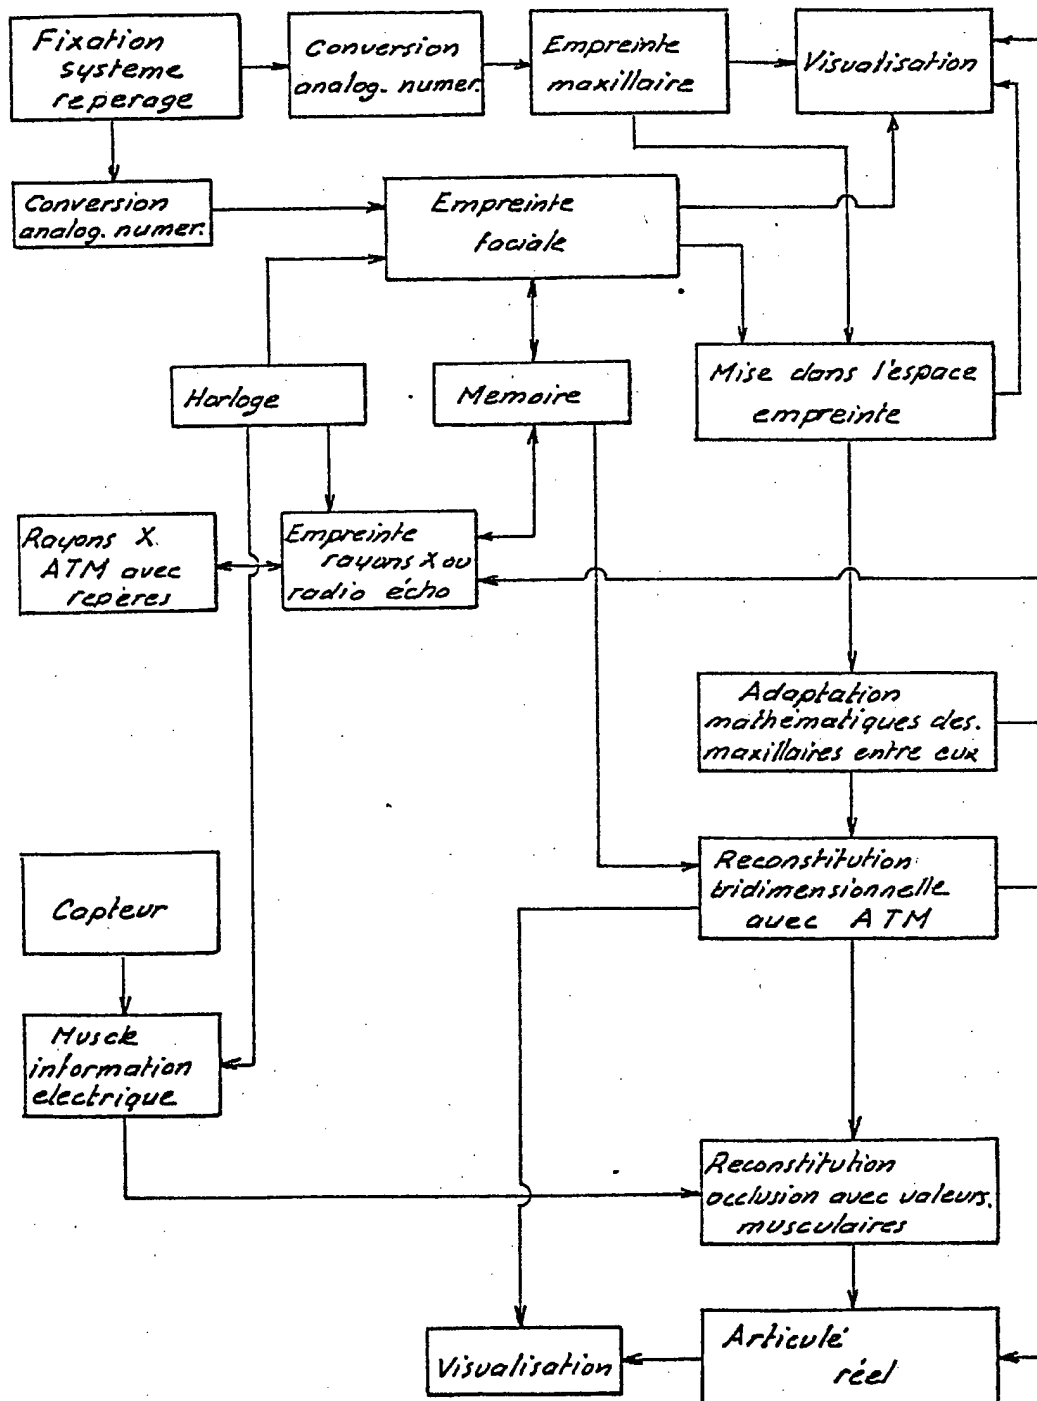 Fixation
systeme
reperage
Conversion
analog. numer.
Empreinte
maxillaire
Visualisation
Conversion
analog. numer.
Empreinte
faciale
Horloge
Memoire
Mise dans l'espace
empreinte
Rayons X.
ATM avec
repères
Empreinte
rayons X ou
radio écho
Adaptation
mathématiques des.
maxillaires entre eux
Reconstitution
tridimensionnelle
avec ATM
Capteur
Muscle
information
electrique
Reconstitution
occlusion avec valeurs.
musculaires
Visualisation
Articulé
réel